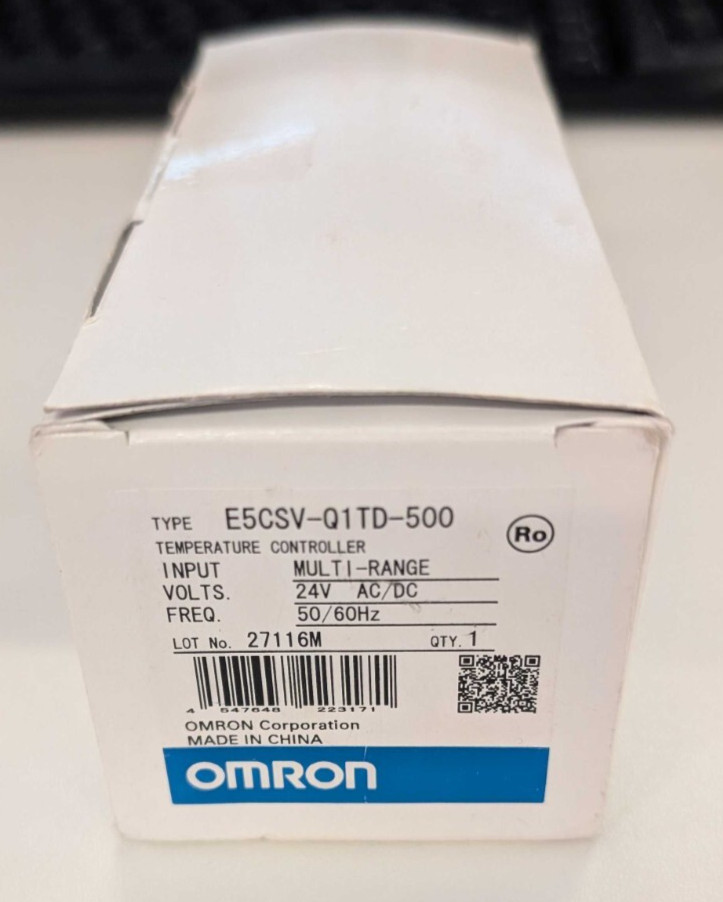 TYPE E5CSV-Q1TD-500
Ro
TEMPERATURE CONTROLLER
INPUT MULTI-RANGE
VOLTS. 24V AC/DC
FREQ. 50/60Hz
LOT No. 27116M QTY. 1
4 547648 223171
OMRON Corporation
MADE IN CHINA
OMRON